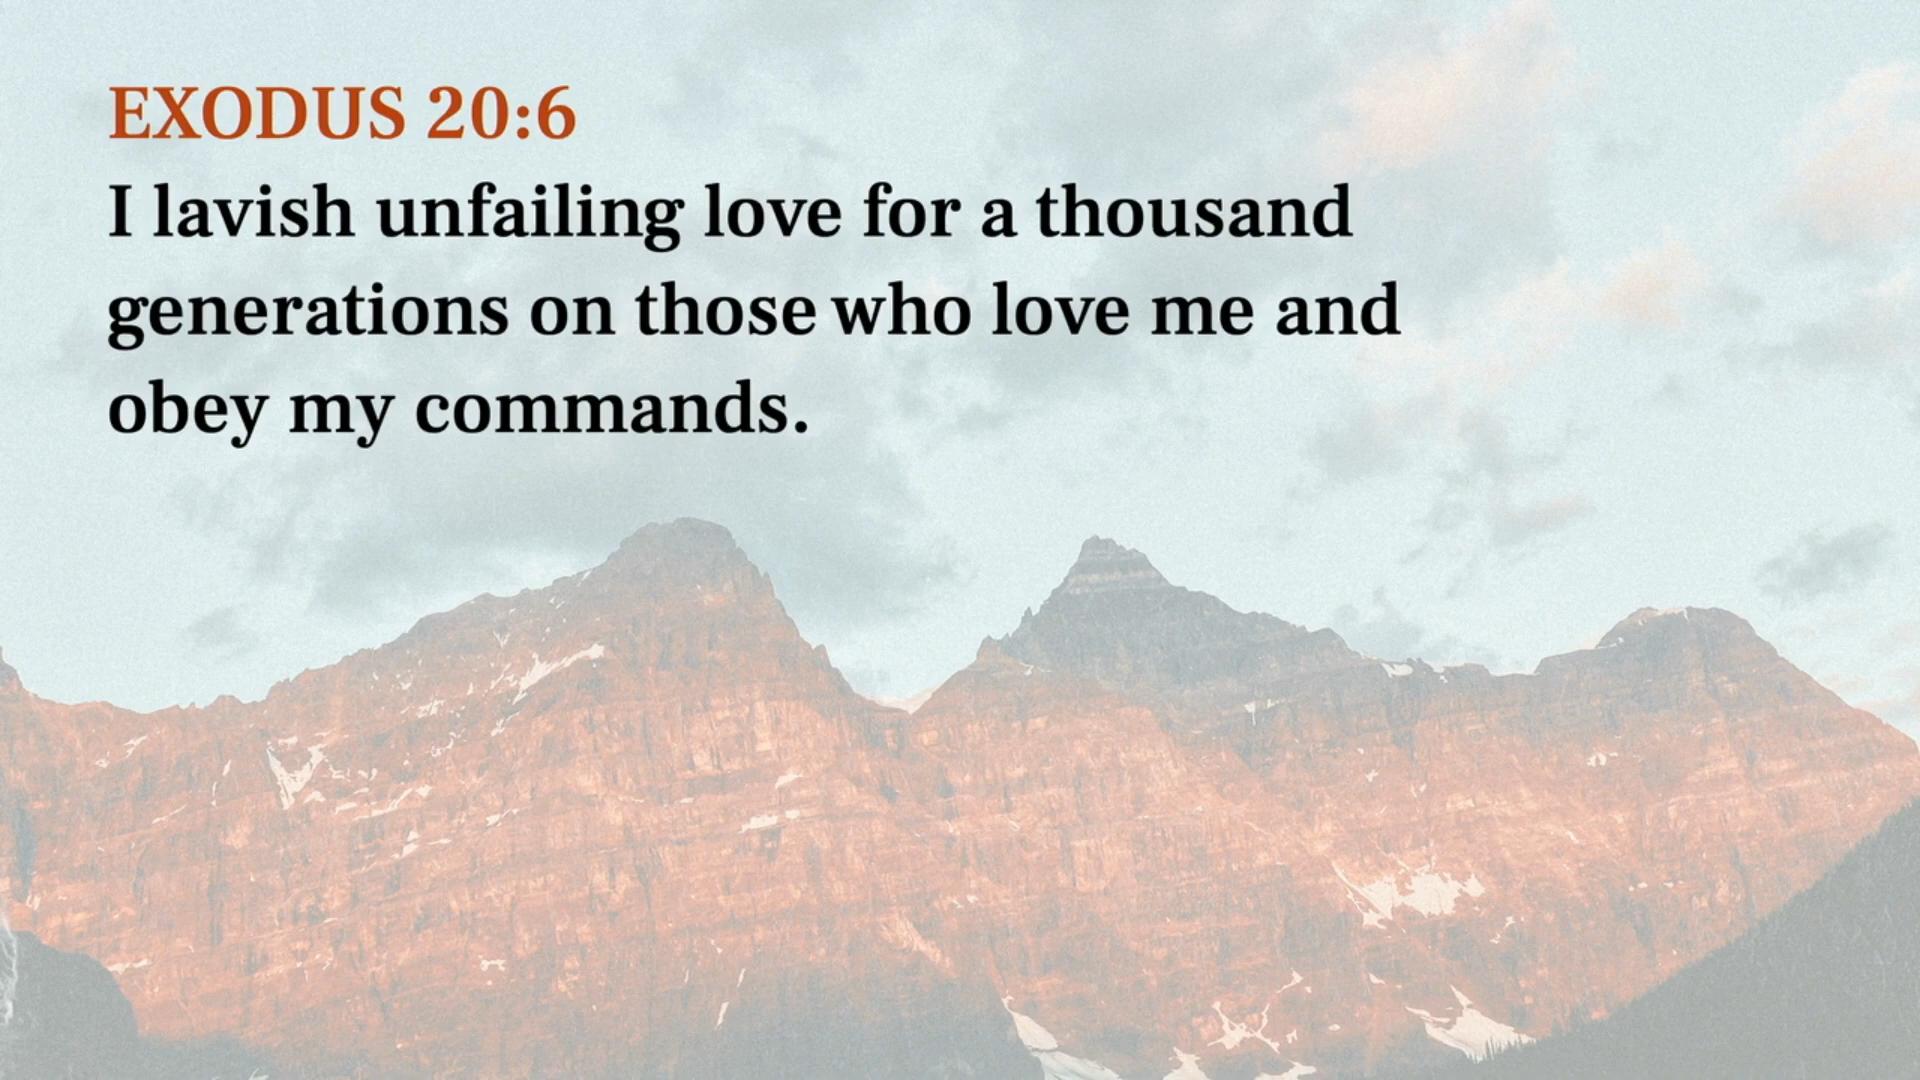 EXODUS 20:6
I lavish unfailing love for a thousand
generations on those who love me and
obey my commands.